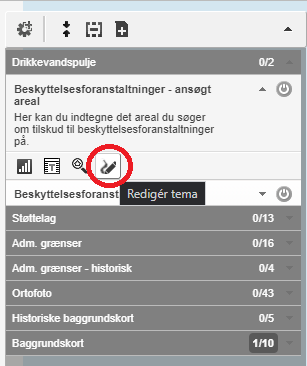 Drikkevandspulje 0/2
Beskyttelsesforanstaltninger - ansøgt
areal
Her kan du indtegne det areal du søger
om tilskud til beskyttelsesforanstaltninger
på.
Beskyttelsesforanst
Redigér tema
Støttelag 0/13
Adm. grænser 0/16
Adm. grænser - historisk 0/4
Ortofoto 0/43
Historiske baggrundskort 0/5
Baggrundskort 1/10